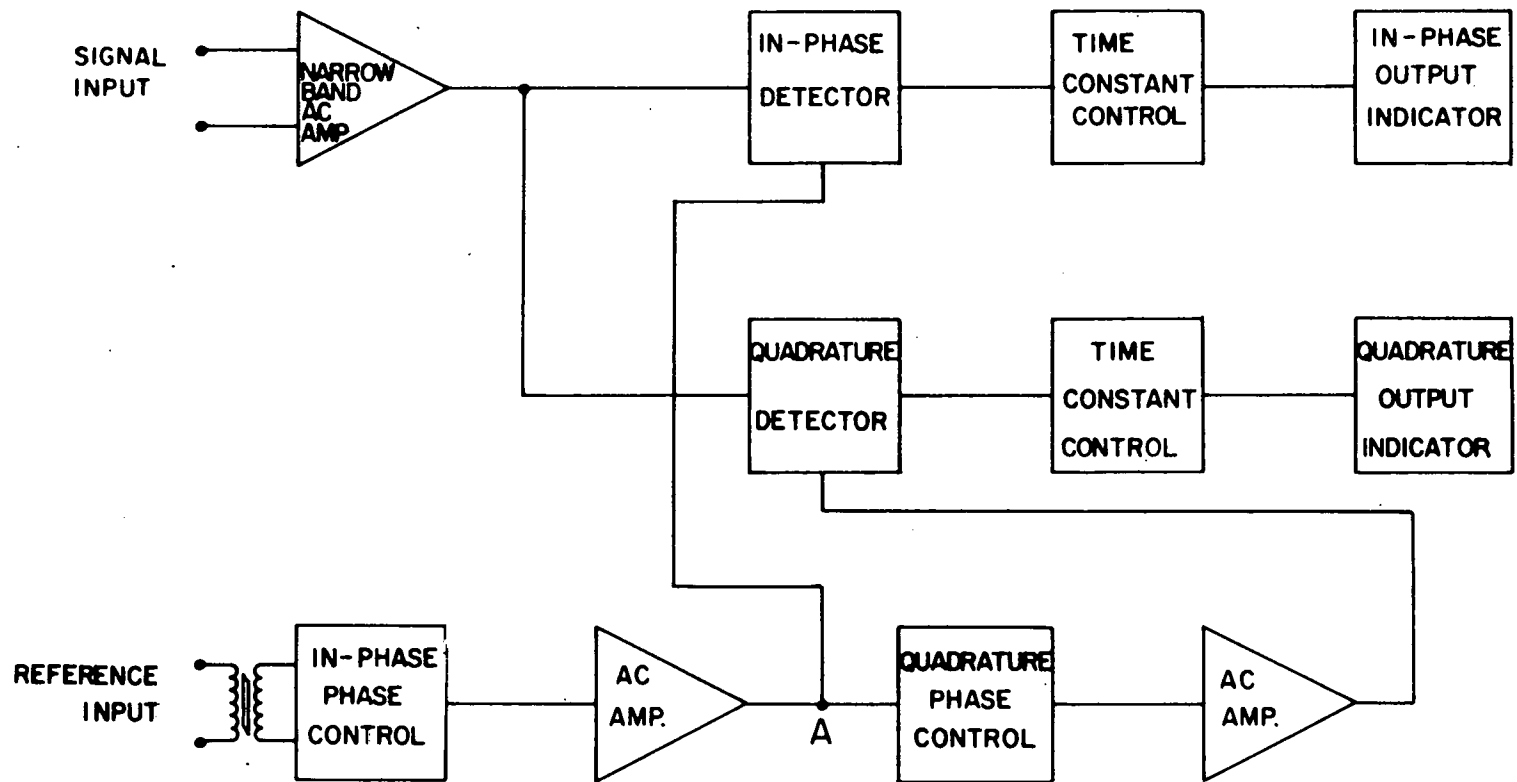 SIGNAL
INPUT
NARROW
BAND
AC
AMP
IN-PHASE
DETECTOR
TIME
CONSTANT
CONTROL
IN-PHASE
OUTPUT
INDICATOR
QUADRATURE
DETECTOR
TIME
CONSTANT
CONTROL
QUADRATURE
OUTPUT
INDICATOR
REFERENCE
INPUT
IN-PHASE
PHASE
CONTROL
AC
AMP.
A
QUADRATURE
PHASE
CONTROL
AC
AMP.